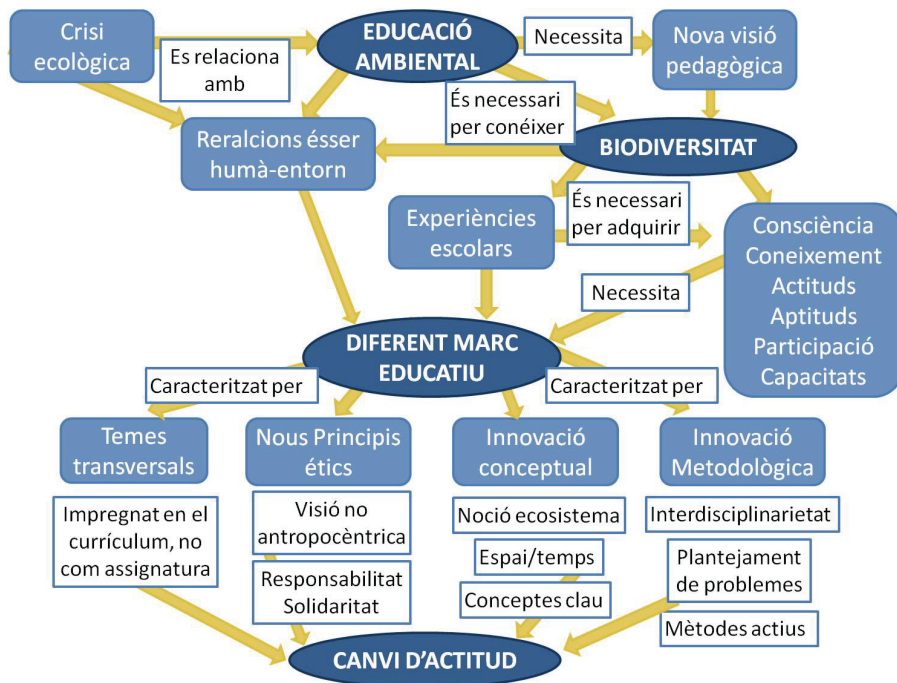 Crisi
ecològica
Es relaciona
amb
EDUCACIÓ
AMBIENTAL
Necessita
Nova visió
pedagògica
És necessari
per conéixer
Reralcions ésser
humà-entorn
BIODIVERSITAT
Experiències
escolars
És necessari
per adquirir
Consciència
Coneixement
Actituds
Aptituds
Participació
Capacitats
Necessita
DIFERENT MARC
EDUCATIU
Caracteritzat per
Caracteritzat per
Temes
transversals
Nous Principis
étics
Innovació
conceptual
Innovació
Metodològica
Impregnat en el
currículum, no
com assignatura
Visió no
antropocèntrica
Responsabilitat
Solidaritat
Noció ecosistema
Espai/temps
Conceptes clau
Interdisciplinarietat
Plantejament
de problemes
Mètodes actius
CANVI D'ACTITUD